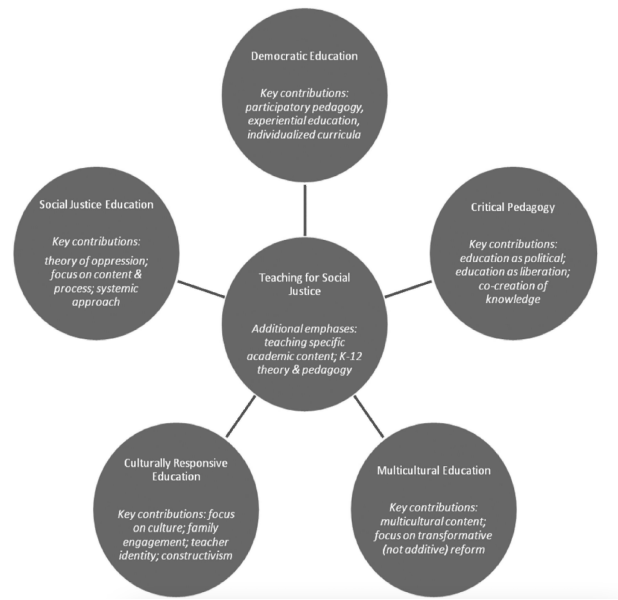 Democratic Education
Key contributions:
participatory pedagogy,
experiential education,
individualized curricula
Social Justice Education
Key contributions:
theory of oppression;
focus on content &
process; systemic
approach
Critical Pedagogy
Key contributions:
education as political;
education as liberation;
co-creation of
knowledge
Teaching for Social
Justice
Additional emphases:
teaching specific
academic content; K-12
theory & pedagogy
Culturally Responsive
Education
Key contributions: focus
on culture; family
engagement; teacher
identity; constructivism
Multicultural Education
Key contributions:
multicultural content;
focus on transformative
(not additive) reform